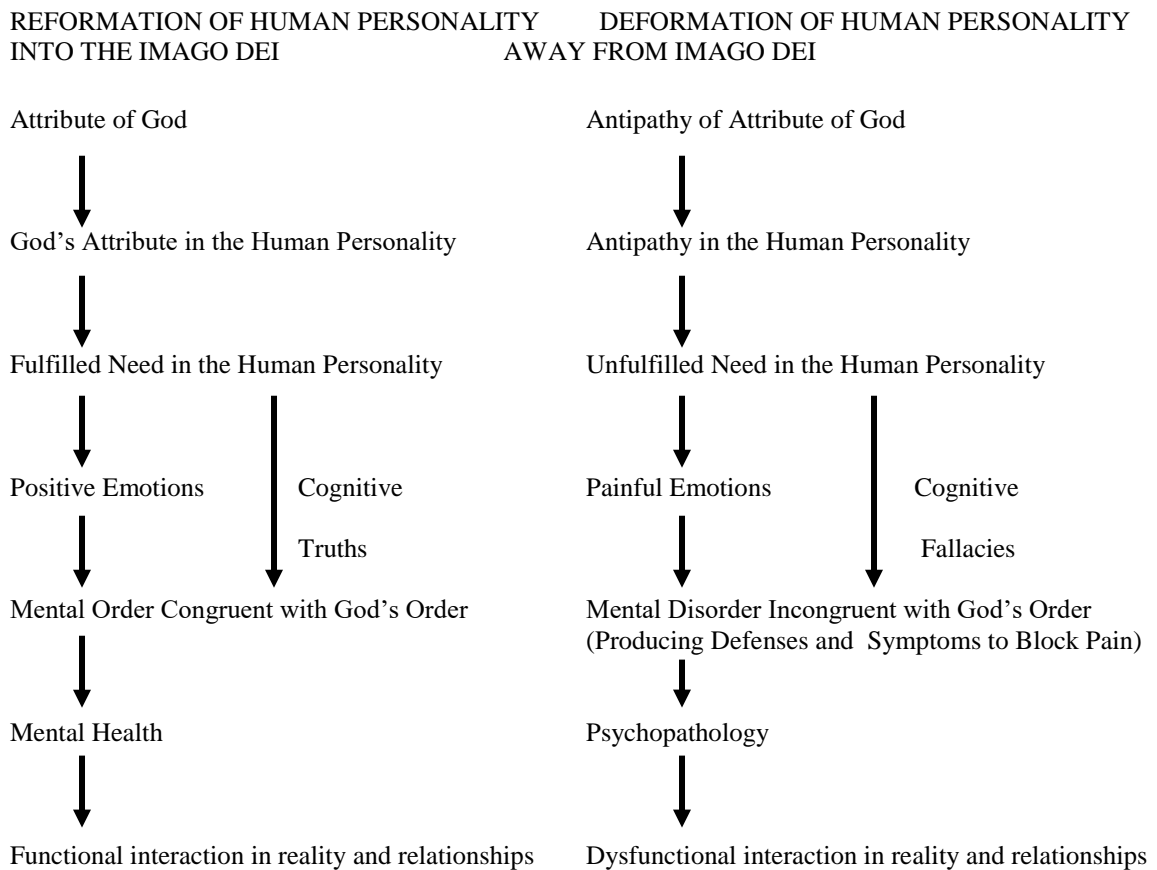 REFORMATION OF HUMAN PERSONALITY DEFORMATION OF HUMAN PERSONALITY
INTO THE IMAGO DEI AWAY FROM IMAGO DEI
Attribute of God Antipathy of Attribute of God
God’s Attribute in the Human Personality Antipathy in the Human Personality
Fulfilled Need in the Human Personality Unfulfilled Need in the Human Personality
Positive Emotions Cognitive Painful Emotions Cognitive
Truths Fallacies
Mental Order Congruent with God’s Order Mental Disorder Incongruent with God’s Order
(Producing Defenses and Symptoms to Block Pain)
Mental Health Psychopathology
Functional interaction in reality and relationships Dysfunctional interaction in reality and relationships